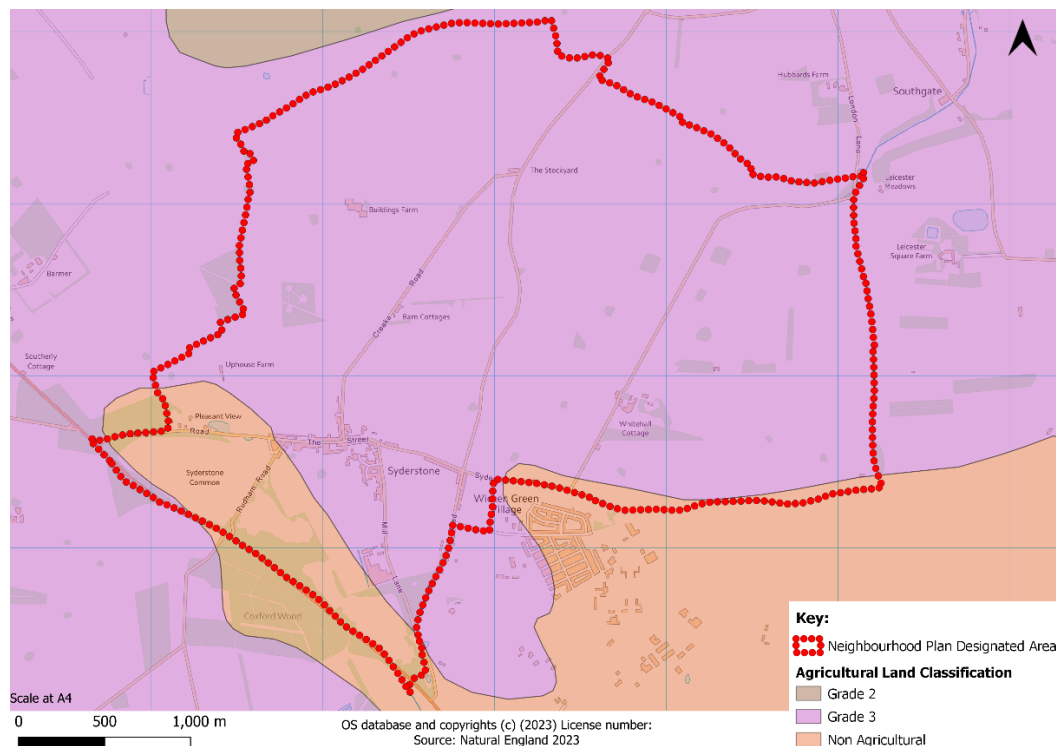 Hubbards Farm
Southgate
London
Lane
The Stockyard
Leicester
Meadows
Buildings Farm
Leicester
Square Farm
Barmer
Creake Road
Barn Cottages
Southerly
Cottage
Uphouse Farm
Pleasant View
Road
The Street
Whitehall
Cottage
Syderstone
Syderstone
Common
Rudham Road
Village
Mill
Lane
Coxford Wood
Key:
Neighbourhood Plan Designated Area
Agricultural Land Classification
Grade 2
Grade 3
Non Agricultural
Scale at A4
0 500 1,000 m
OS database and copyrights (c) (2023) License number:
Source: Natural England 2023